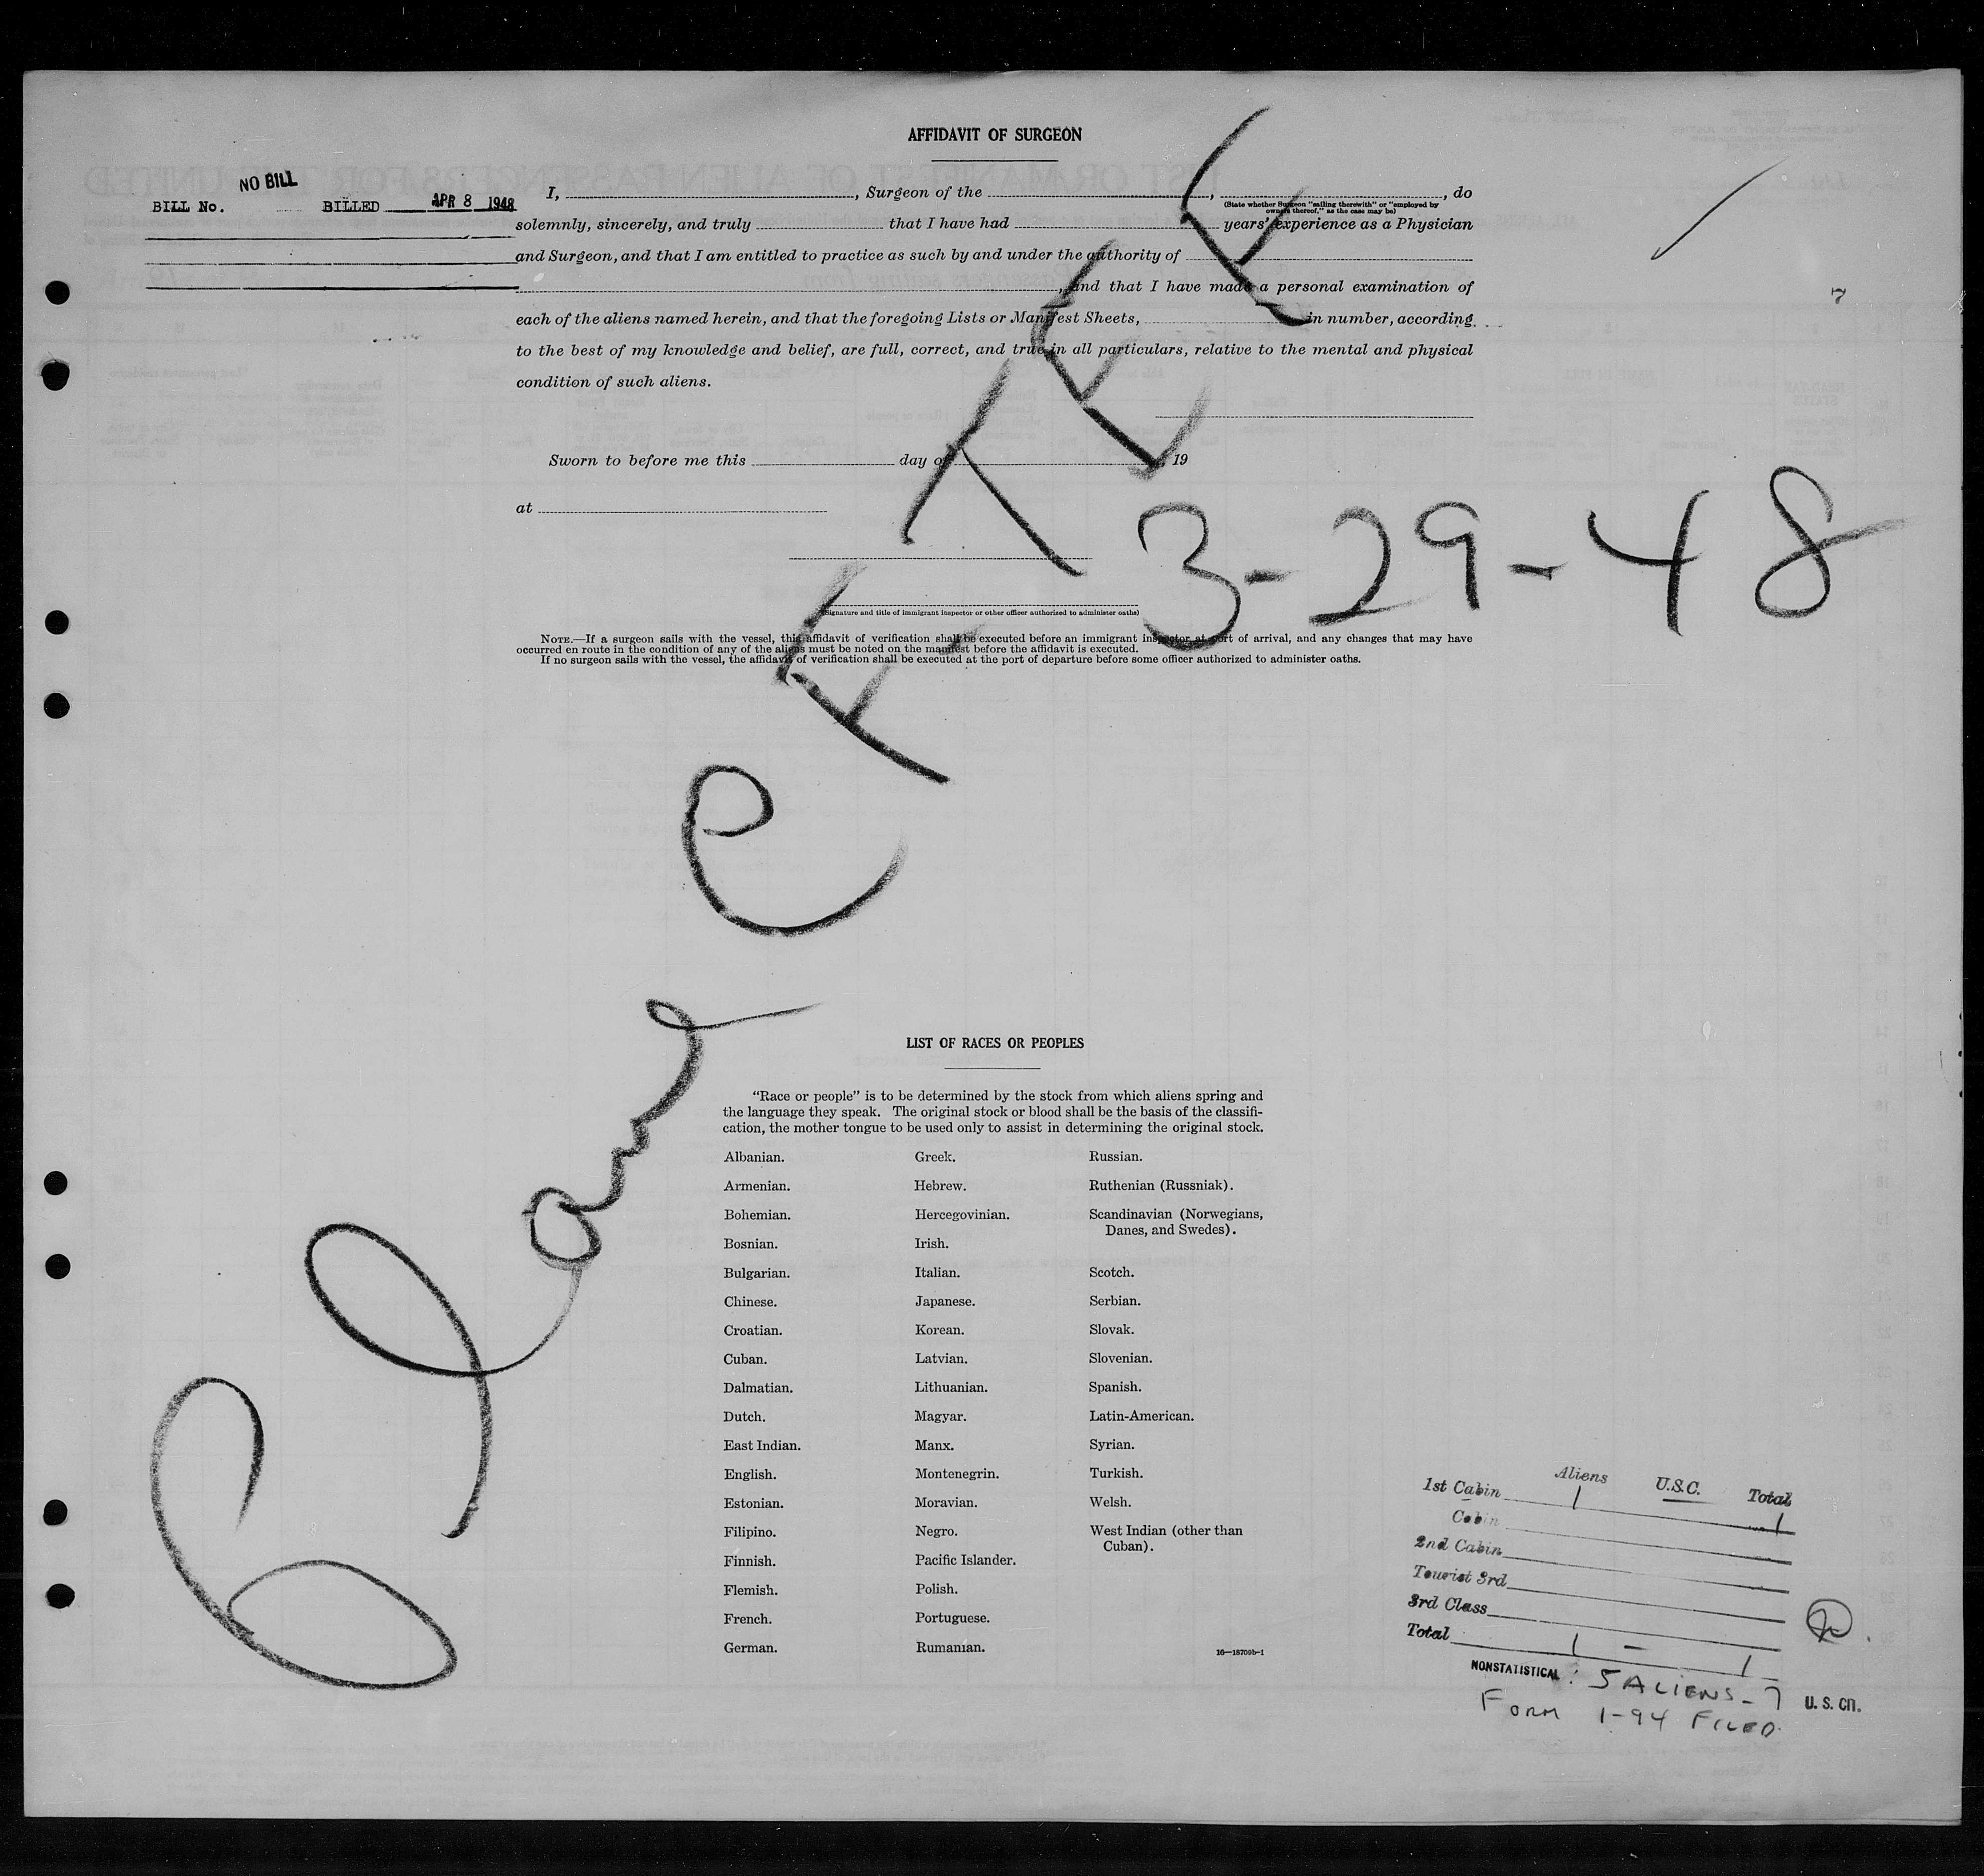 AFFIDAVIT OF SURGEON
NO BILL
BILL No. BILLED APR 8 1948
I, , Surgeon of the , , do
(State whether Surgeon "sailing therewith" or "employed by
owners thereof," as the case may be)
solemnly, sincerely, and truly that I have had years' experience as a Physician
and Surgeon, and that I am entitled to practice as such by and under the authority of
, and that I have made a personal examination of
each of the aliens named herein, and that the foregoing Lists or Manifest Sheets, in number, according
to the best of my knowledge and belief, are full, correct, and true in all particulars, relative to the mental and physical
condition of such aliens.
Sworn to before me this day of , 19
at
3-29-48
(Signature and title of immigrant inspector or other officer authorized to administer oaths)
NOTE.—If a surgeon sails with the vessel, this affidavit of verification shall be executed before an immigrant inspector at port of arrival, and any changes that may have
occurred en route in the condition of any of the aliens must be noted on the manifest before the affidavit is executed.
If no surgeon sails with the vessel, the affidavit of verification shall be executed at the port of departure before some officer authorized to administer oaths.
LIST OF RACES OR PEOPLES
"Race or people" is to be determined by the stock from which aliens spring and
the language they speak. The original stock or blood shall be the basis of the classifi-
cation, the mother tongue to be used only to assist in determining the original stock.
Albanian.
Armenian.
Bohemian.
Bosnian.
Bulgarian.
Chinese.
Croatian.
Cuban.
Dalmatian.
Dutch.
East Indian.
English.
Estonian.
Filipino.
Finnish.
Flemish.
French.
German.
Greek.
Hebrew.
Hercegovinian.
Irish.
Italian.
Japanese.
Korean.
Latvian.
Lithuanian.
Magyar.
Manx.
Montenegrin.
Moravian.
Negro.
Pacific Islander.
Polish.
Portuguese.
Rumanian.
Russian.
Ruthenian (Russniak).
Scandinavian (Norwegians,
Danes, and Swedes).
Scotch.
Serbian.
Slovak.
Slovenian.
Spanish.
Latin-American.
Syrian.
Turkish.
Welsh.
West Indian (other than
Cuban).
16—18709b-1
Aliens U.S.C. Total
1st Cabin 1 1
Cabin
2nd Cabin
Tourist 3rd
3rd Class
Total 1 - 1
NONSTATISTICAL: 5 ALIENS - 7 U. S. CIT.
FORM 1-94 FILED.